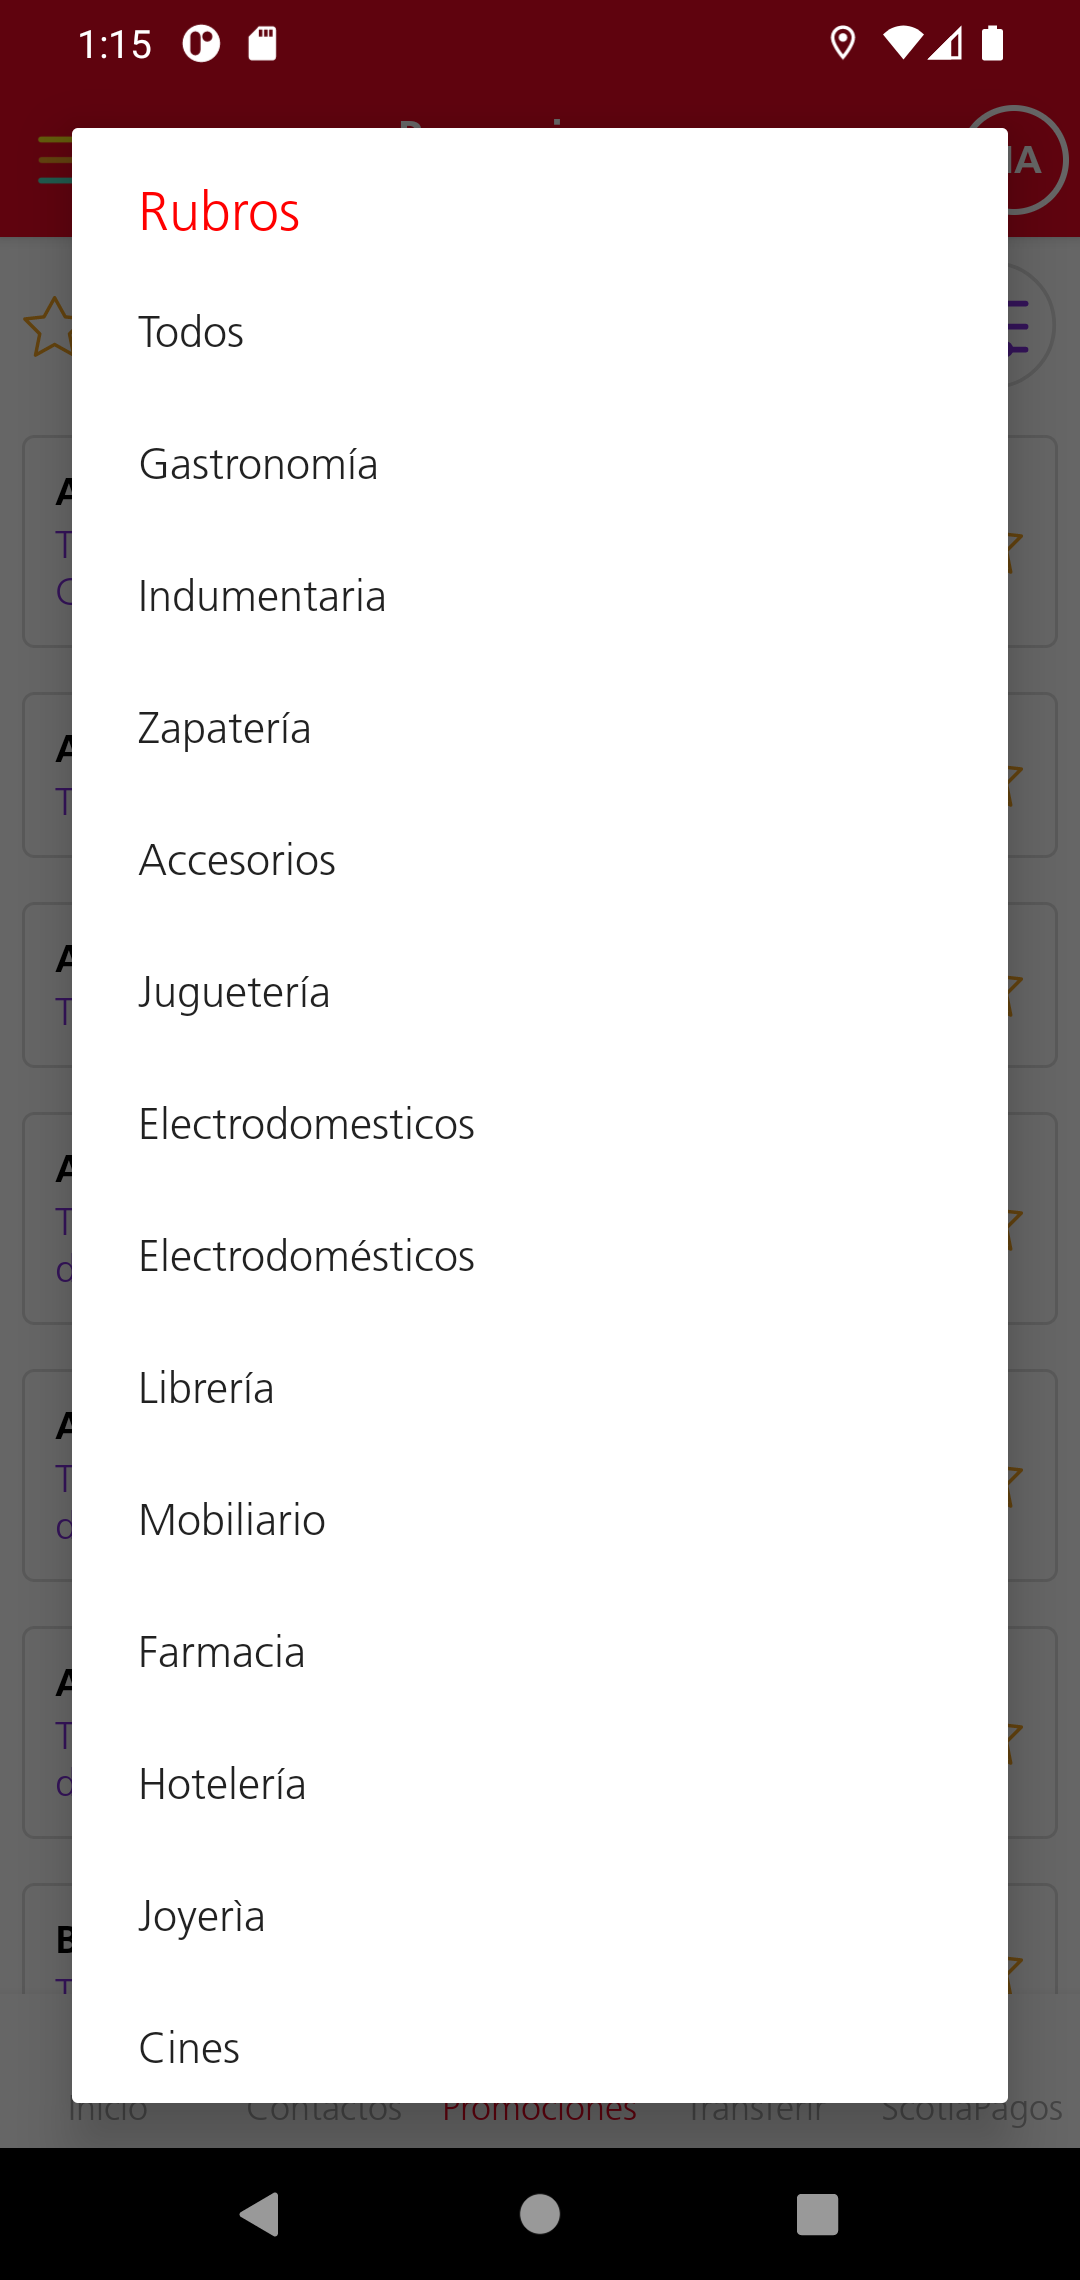 1:15
Rubros
Todos
Gastronomía
Indumentaria
Zapatería
Accesorios
Juguetería
Electrodomesticos
Electrodomésticos
Librería
Mobiliario
Farmacia
Hotelería
Joyerìa
Cines
Inicio
Contactos
Promociones
Transferir
ScotiaPagos